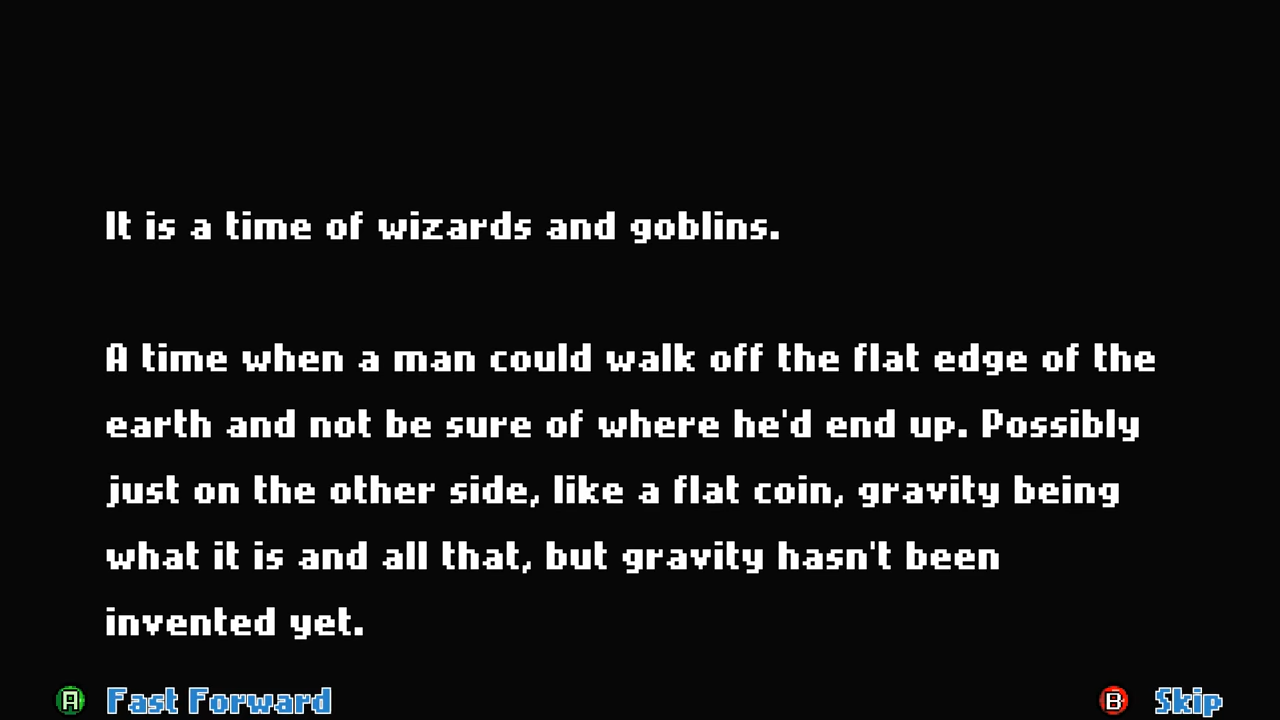 It is a time of wizards and goblins.
A time when a man could walk off the flat edge of the
earth and not be sure of where he'd end up. Possibly
just on the other side, like a flat coin, gravity being
what it is and all that, but gravity hasn't been
invented yet.
A Fast Forward
B Skip